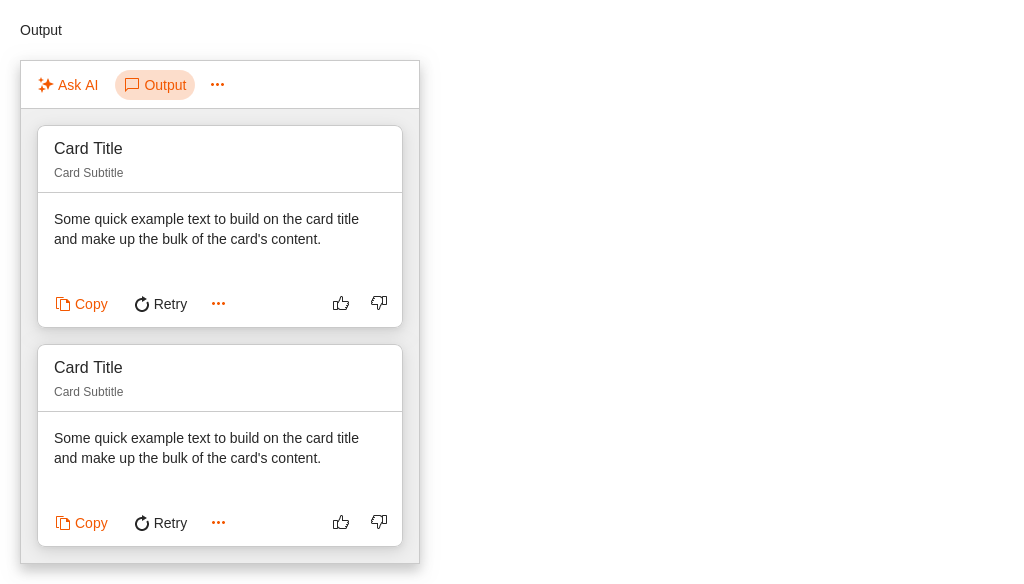 Output
Ask AI Output
Card Title
Card Subtitle
Some quick example text to build on the card title
and make up the bulk of the card's content.
Copy Retry
Card Title
Card Subtitle
Some quick example text to build on the card title
and make up the bulk of the card's content.
Copy Retry